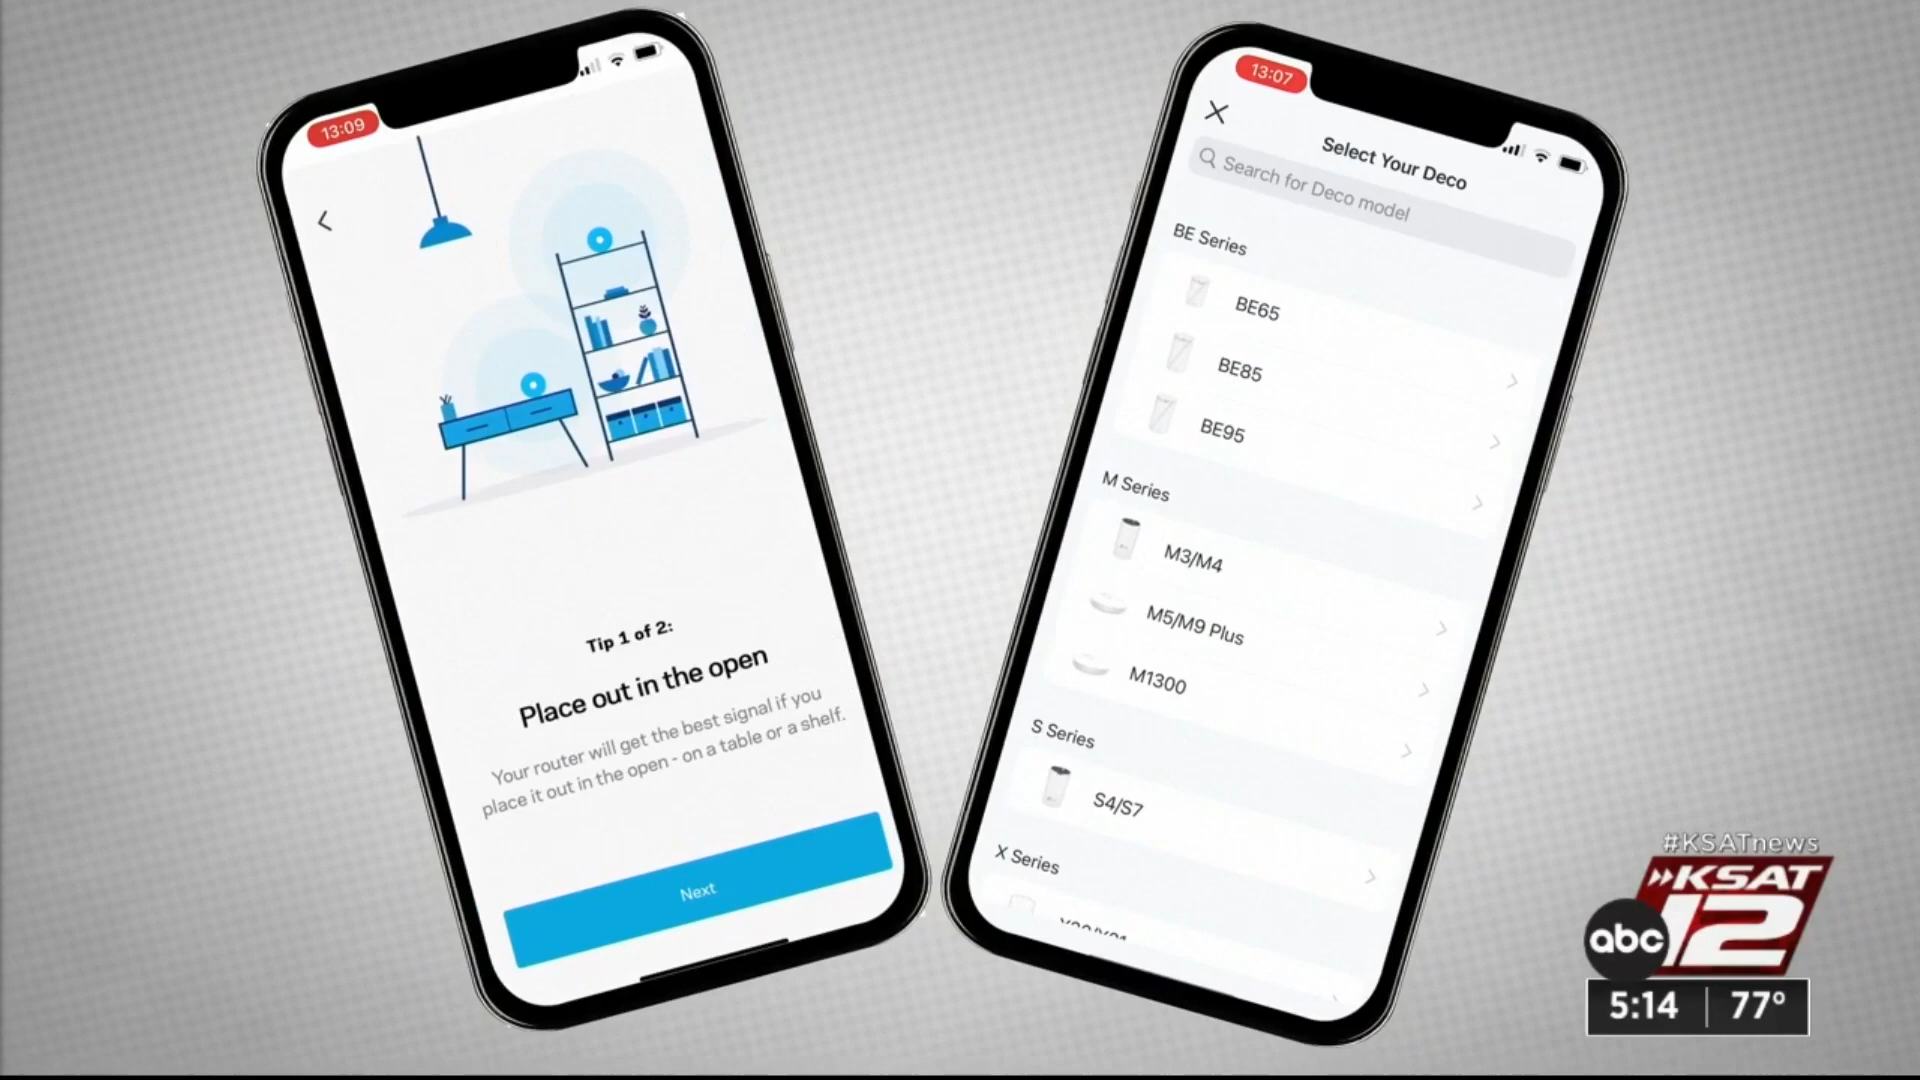 13:09
Tip 1 of 2:
Place out in the open
Your router will get the best signal if you
place it out in the open - on a table or a shelf.
Next
13:07
Select Your Deco
Search for Deco model
BE Series
BE65
BE85
BE95
M Series
M3/M4
M5/M9 Plus
M1300
S Series
S4/S7
X Series
#KSATnews
KSAT
12
abc
5:14 77°